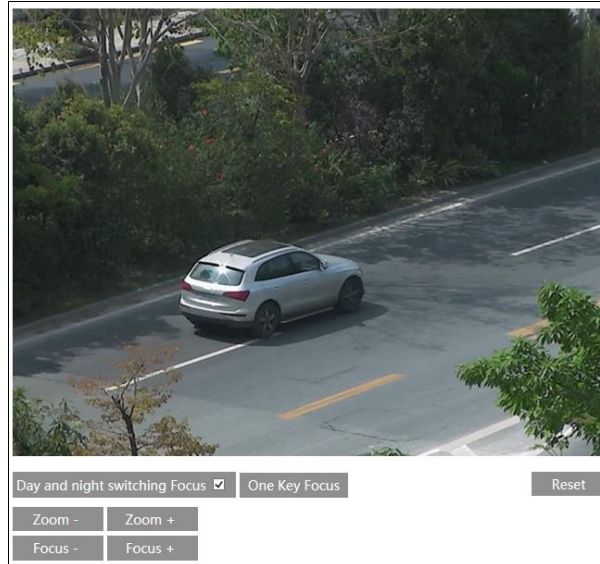 Day and night switching Focus One Key Focus Reset
Zoom - Zoom +
Focus - Focus +